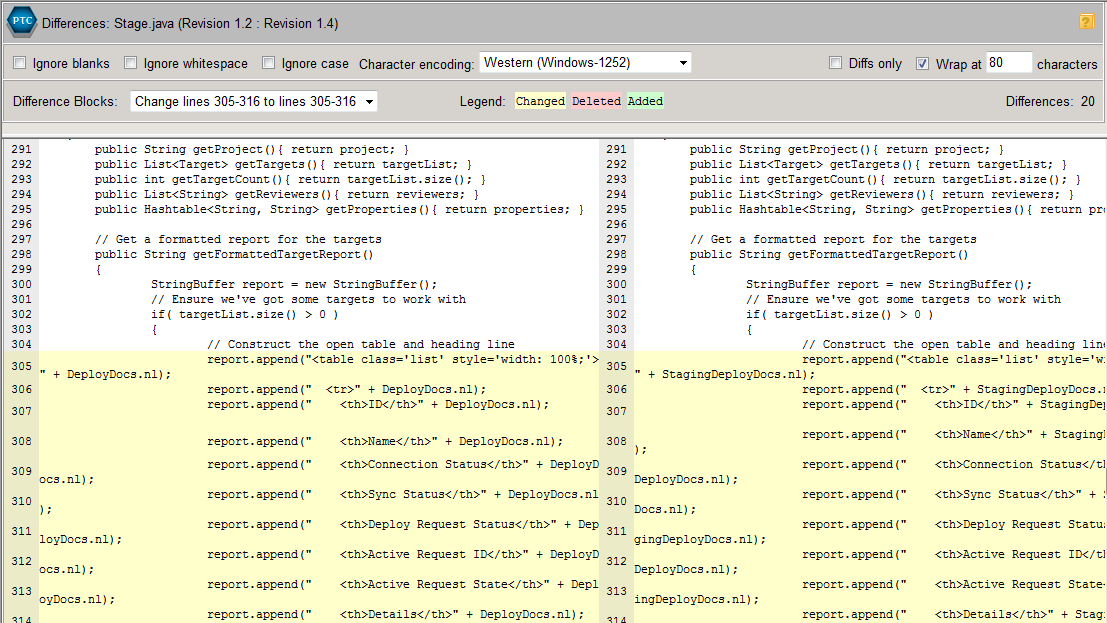 PTC Differences: Stage.java (Revision 1.2 : Revision 1.4) ?
Ignore blanks Ignore whitespace Ignore case Character encoding: Western (Windows-1252) Diffs only Wrap at 80 characters
Difference Blocks: Change lines 305-316 to lines 305-316 Legend: Changed Deleted Added Differences: 20
291 public String getProject(){ return project; }
292 public List<Target> getTargets(){ return targetList; }
293 public int getTargetCount(){ return targetList.size(); }
294 public List<String> getReviewers(){ return reviewers; }
295 public Hashtable<String, String> getProperties(){ return properties; }
296
297 // Get a formatted report for the targets
298 public String getFormattedTargetReport()
299 {
300 StringBuffer report = new StringBuffer();
301 // Ensure we've got some targets to work with
302 if( targetList.size() > 0 )
303 {
304 // Construct the open table and heading line
305 report.append("<table class='list' style='width: 100%;'>
" + DeployDocs.nl);
306 report.append("  <tr>" + DeployDocs.nl);
307 report.append("    <th>ID</th>" + DeployDocs.nl);
308 report.append("    <th>Name</th>" + DeployDocs.nl);
309 report.append("    <th>Connection Status</th>" + DeployD
ocs.nl);
310 report.append("    <th>Sync Status</th>" + DeployDocs.nl
);
311 report.append("    <th>Deploy Request Status</th>" + Dep
loyDocs.nl);
312 report.append("    <th>Active Request ID</th>" + DeployD
ocs.nl);
313 report.append("    <th>Active Request State</th>" + Depl
oyDocs.nl);
314 report.append("    <th>Details</th>" + DeployDocs.nl);
291 public String getProject(){ return project; }
292 public List<Target> getTargets(){ return targetList; }
293 public int getTargetCount(){ return targetList.size(); }
294 public List<String> getReviewers(){ return reviewers; }
295 public Hashtable<String, String> getProperties(){ return pr
296
297 // Get a formatted report for the targets
298 public String getFormattedTargetReport()
299 {
300 StringBuffer report = new StringBuffer();
301 // Ensure we've got some targets to work with
302 if( targetList.size() > 0 )
303 {
304 // Construct the open table and heading line
305 report.append("<table class='list' style='w
" + StagingDeployDocs.nl);
306 report.append("  <tr>" + StagingDeployDocs.
307 report.append("    <th>ID</th>" + StagingDe
308 report.append("    <th>Name</th>" + Staging
);
309 report.append("    <th>Connection Status</t
DeployDocs.nl);
310 report.append("    <th>Sync Status</th>" +
Docs.nl);
311 report.append("    <th>Deploy Request Statu
gingDeployDocs.nl);
312 report.append("    <th>Active Request ID</t
DeployDocs.nl);
313 report.append("    <th>Active Request State
ingDeployDocs.nl);
314 report.append("    <th>Details</th>" + Stag